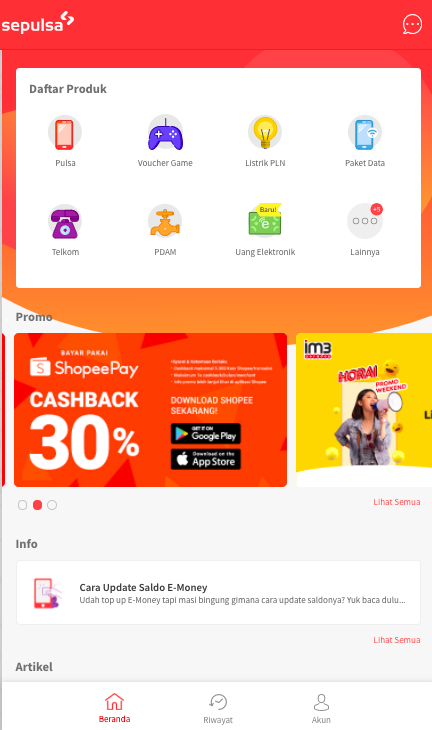 sepulsa
Daftar Produk
Pulsa
Voucher Game
Listrik PLN
Paket Data
Baru!
+5
Telkom
PDAM
Uang Elektronik
Lainnya
Promo
BAYAR PAKAI
ShopeePay
CASHBACK
30%
DOWNLOAD SHOPEE
SEKARANG!
GET IT ON
Google Play
Download on the
App Store
im3
HORAI
PROMO
WEEKEND
Lihat Semua
Info
Cara Update Saldo E-Money
Udah top up E-Money tapi masi bingung gimana cara update saldonya? Yuk baca dulu...
Lihat Semua
Artikel
Beranda
Riwayat
Akun